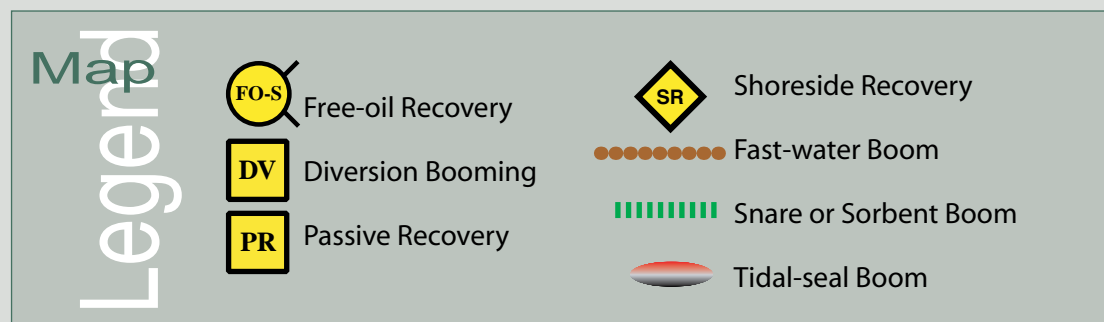 Map
Legend
FO-S Free-oil Recovery
DV Diversion Booming
PR Passive Recovery
SR Shoreside Recovery
Fast-water Boom
Snare or Sorbent Boom
Tidal-seal Boom